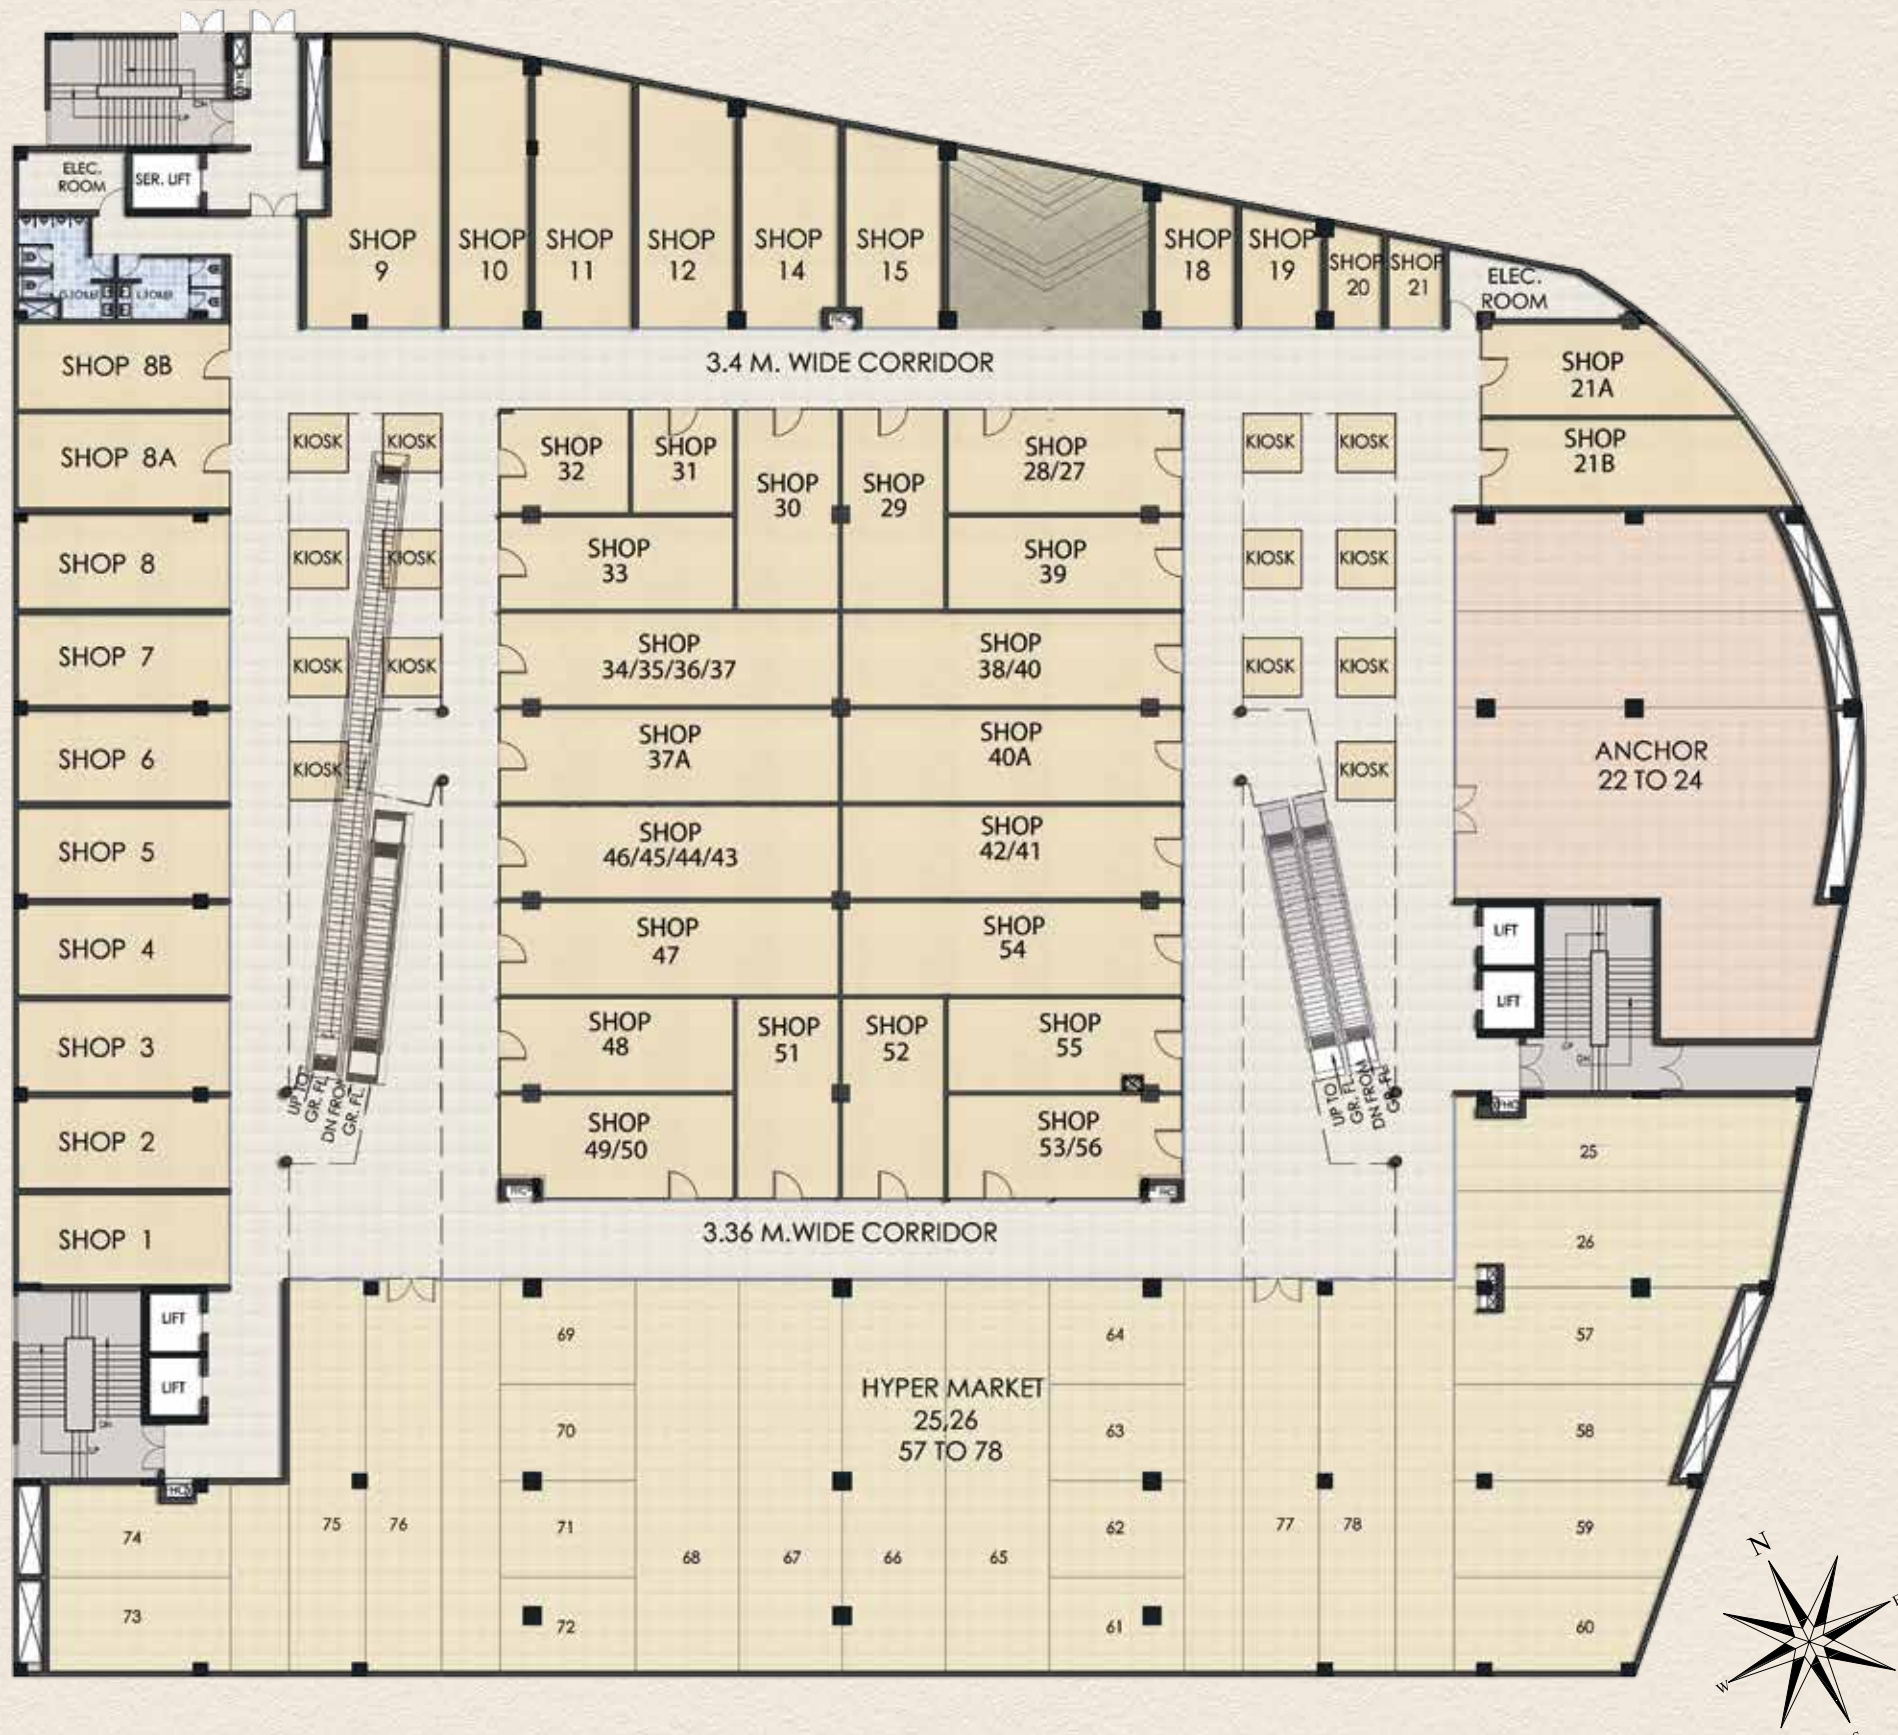 ELEC.
ROOM
SER. LIFT
SHOP
9
SHOP
10
SHOP
11
SHOP
12
SHOP
14
SHOP
15
SHOP
18
SHOP
19
SHOP
20
SHOP
21
ELEC.
ROOM
3.4 M. WIDE CORRIDOR
SHOP 8B
SHOP 8A
SHOP 8
SHOP 7
SHOP 6
SHOP 5
SHOP 4
SHOP 3
SHOP 2
SHOP 1
KIOSK
KIOSK
KIOSK
KIOSK
KIOSK
KIOSK
KIOSK
UP TO
GR. FL.
DN FROM
GR. FL.
SHOP
32
SHOP
31
SHOP
30
SHOP
29
SHOP
28/27
SHOP
33
SHOP
39
SHOP
34/35/36/37
SHOP
38/40
SHOP
37A
SHOP
40A
SHOP
46/45/44/43
SHOP
42/41
SHOP
47
SHOP
54
SHOP
48
SHOP
51
SHOP
52
SHOP
55
SHOP
49/50
SHOP
53/56
KIOSK
KIOSK
KIOSK
KIOSK
KIOSK
KIOSK
KIOSK
UP TO
GR. FL.
DN FROM
GR. FL.
SHOP
21A
SHOP
21B
ANCHOR
22 TO 24
LIFT
LIFT
3.36 M.WIDE CORRIDOR
LIFT
LIFT
25
26
57
58
59
60
69
70
71
72
64
63
62
61
HYPER MARKET
25,26
57 TO 78
74
73
75
76
68
67
66
65
77
78
N
W